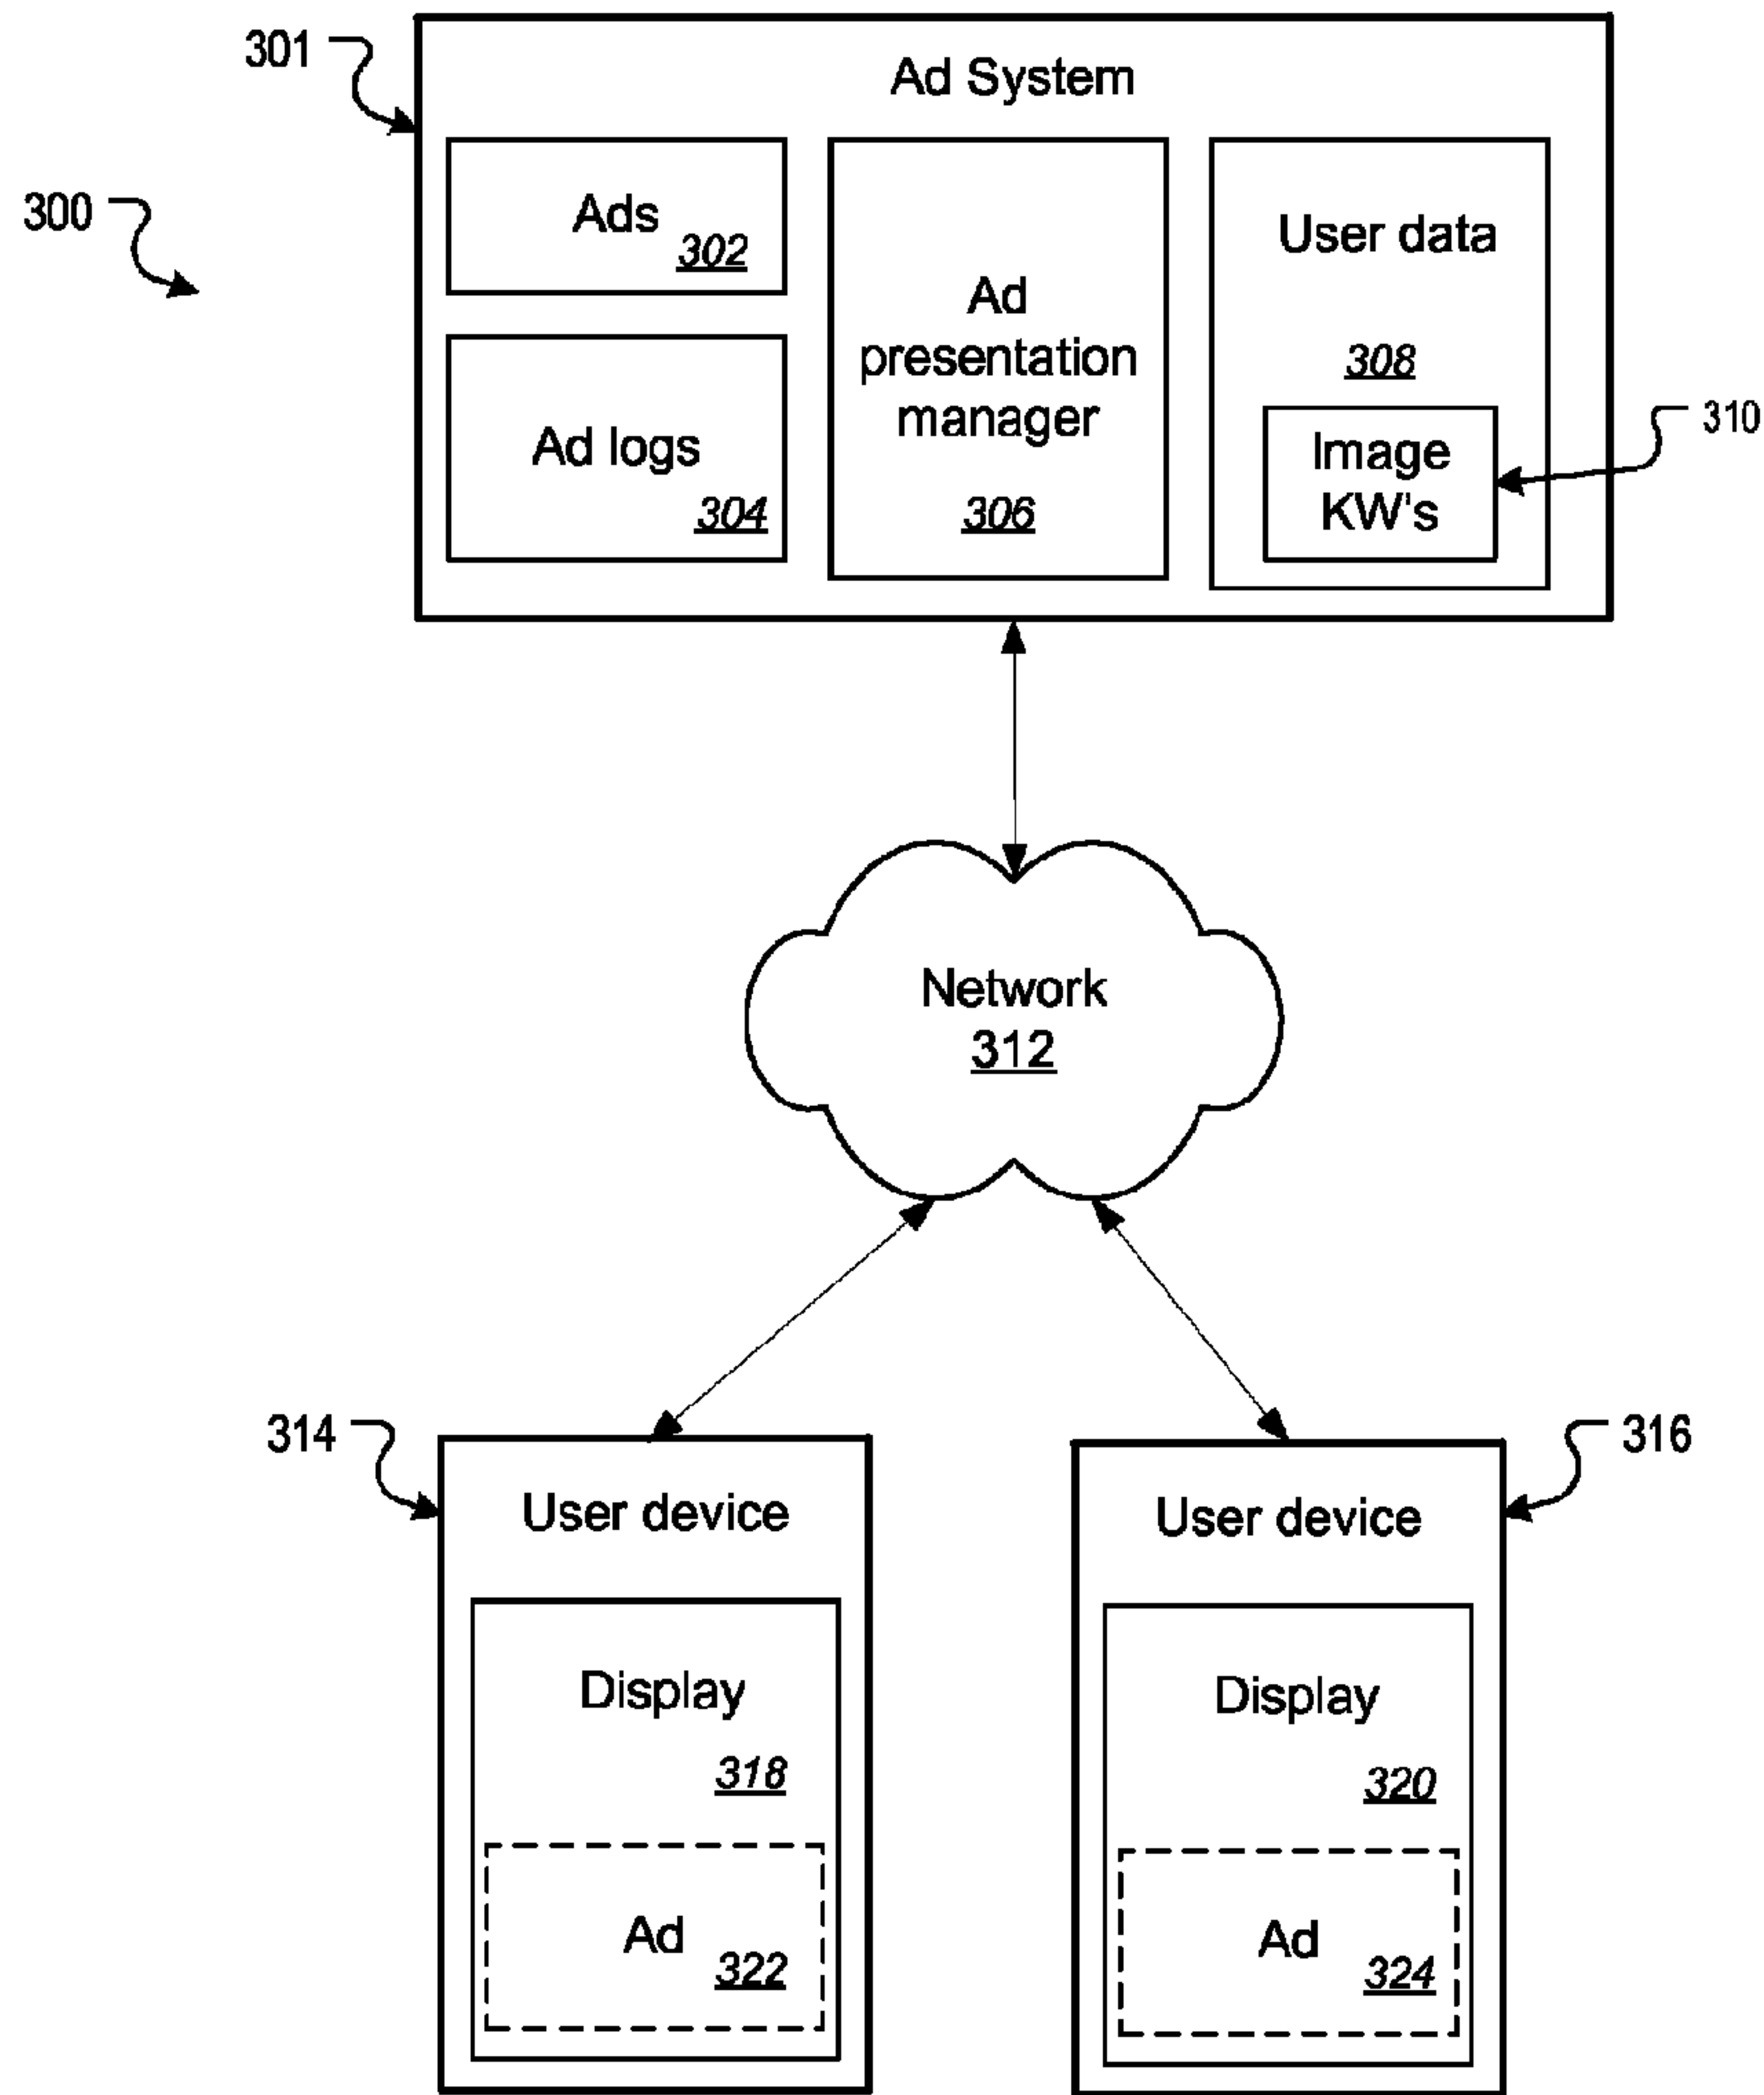 301
Ad System
300
Ads
302
Ad logs
304
Ad
presentation
manager
306
User data
308
Image
KW's
310
Network
312
314
User device
Display
318
Ad
322
316
User device
Display
320
Ad
324